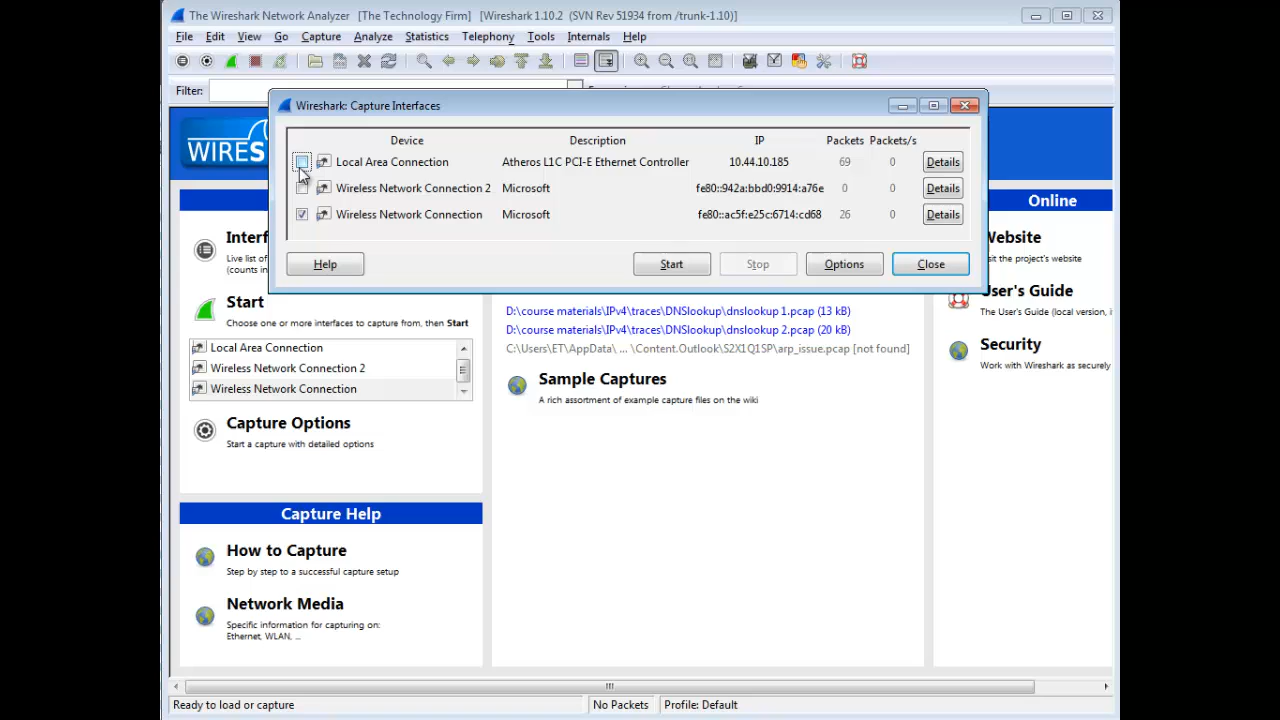 The Wireshark Network Analyzer [The Technology Firm] [Wireshark 1.10.2 (SVN Rev 51934 from /trunk-1.10)]
File Edit View Go Capture Analyze Statistics Telephony Tools Internals Help
Filter:
Wireshark: Capture Interfaces
Device Description IP Packets Packets/s
Local Area Connection Atheros L1C PCI-E Ethernet Controller 10.44.10.185 69 0 Details
Wireless Network Connection 2 Microsoft fe80::942a:bbd0:9914:a76e 0 0 Details
Wireless Network Connection Microsoft fe80::ac5f:e25c:6714:cd68 26 0 Details
Help Start Stop Options Close
WIRES
Interf
Live list of
(counts in
Start
Choose one or more interfaces to capture from, then Start
Local Area Connection
Wireless Network Connection 2
Wireless Network Connection
Capture Options
Start a capture with detailed options
Capture Help
How to Capture
Step by step to a successful capture setup
Network Media
Specific information for capturing on:
Ethernet, WLAN, ...
D:\course materials\IPv4\traces\DNSlookup\dnslookup 1.pcap (13 kB)
D:\course materials\IPv4\traces\DNSlookup\dnslookup 2.pcap (20 kB)
C:\Users\ET\AppData\ ... \Content.Outlook\S2X1Q1SP\arp_issue.pcap [not found]
Sample Captures
A rich assortment of example capture files on the wiki
Online
Website
isit the project's website
User's Guide
The User's Guide (local version, i
Security
Work with Wireshark as securely
Ready to load or capture No Packets Profile: Default